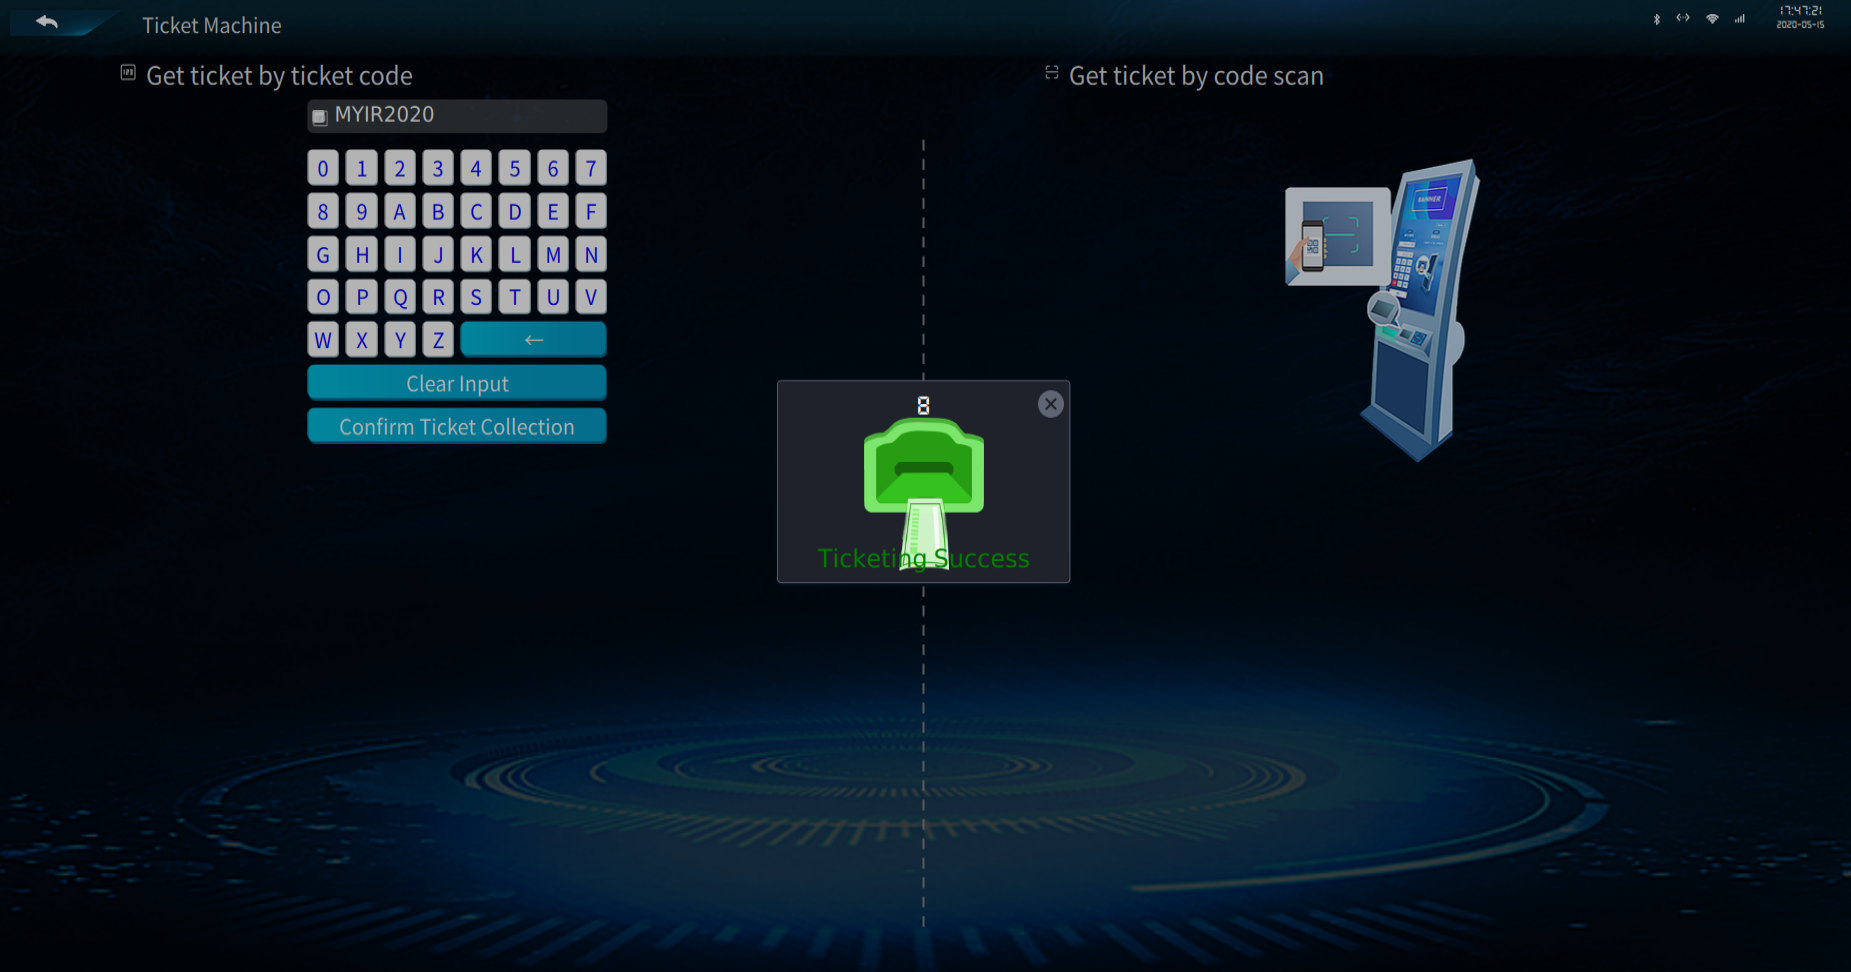 Ticket Machine
17:47:21
2020-05-15
Get ticket by ticket code
Get ticket by code scan
MYIR2020
0 1 2 3 4 5 6 7
8 9 A B C D E F
G H I J K L M N
O P Q R S T U V
W X Y Z ←
Clear Input
Confirm Ticket Collection
BANNER
8
Ticketing Success